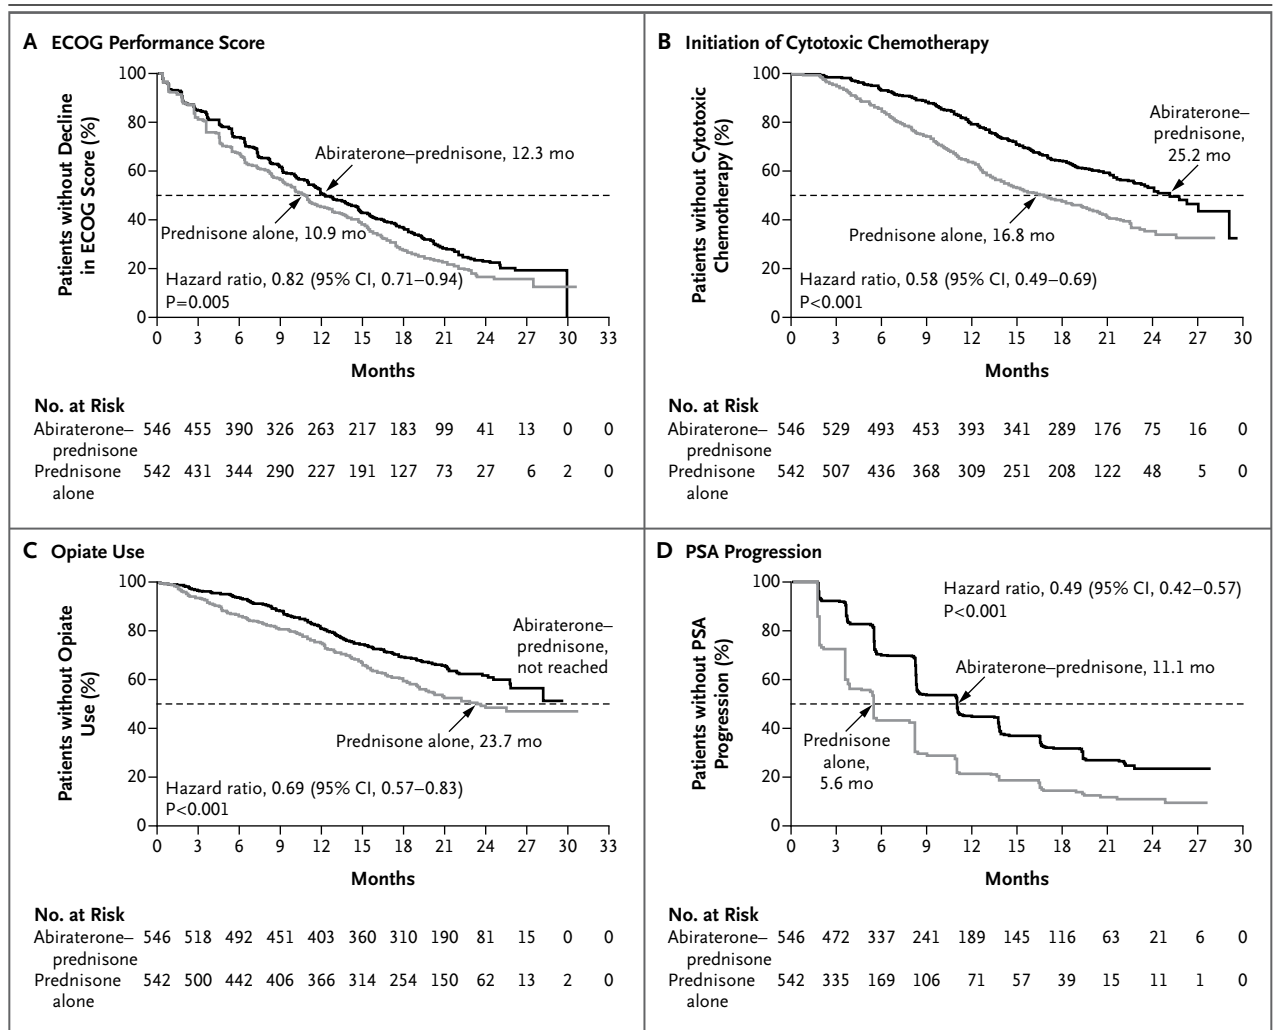 A ECOG Performance Score
Patients without Decline
in ECOG Score (%)
100
80
60
40
20
0
Abiraterone–prednisone, 12.3 mo
Prednisone alone, 10.9 mo
Hazard ratio, 0.82 (95% CI, 0.71–0.94)
P=0.005
0 3 6 9 12 15 18 21 24 27 30 33
Months
No. at Risk
Abiraterone– 546 455 390 326 263 217 183 99 41 13 0 0
prednisone
Prednisone 542 431 344 290 227 191 127 73 27 6 2 0
alone
B Initiation of Cytotoxic Chemotherapy
Patients without Cytotoxic
Chemotherapy (%)
100
80
60
40
20
0
Abiraterone–
prednisone,
25.2 mo
Prednisone alone, 16.8 mo
Hazard ratio, 0.58 (95% CI, 0.49–0.69)
P<0.001
0 3 6 9 12 15 18 21 24 27 30
Months
No. at Risk
Abiraterone– 546 529 493 453 393 341 289 176 75 16 0
prednisone
Prednisone 542 507 436 368 309 251 208 122 48 5 0
alone
C Opiate Use
Patients without Opiate
Use (%)
100
80
60
40
20
0
Abiraterone–
prednisone,
not reached
Prednisone alone, 23.7 mo
Hazard ratio, 0.69 (95% CI, 0.57–0.83)
P<0.001
0 3 6 9 12 15 18 21 24 27 30 33
Months
No. at Risk
Abiraterone– 546 518 492 451 403 360 310 190 81 15 0 0
prednisone
Prednisone 542 500 442 406 366 314 254 150 62 13 2 0
alone
D PSA Progression
Patients without PSA
Progression (%)
100
80
60
40
20
0
Hazard ratio, 0.49 (95% CI, 0.42–0.57)
P<0.001
Abiraterone–prednisone, 11.1 mo
Prednisone
alone,
5.6 mo
0 3 6 9 12 15 18 21 24 27 30
Months
No. at Risk
Abiraterone– 546 472 337 241 189 145 116 63 21 6 0
prednisone
Prednisone 542 335 169 106 71 57 39 15 11 1 0
alone